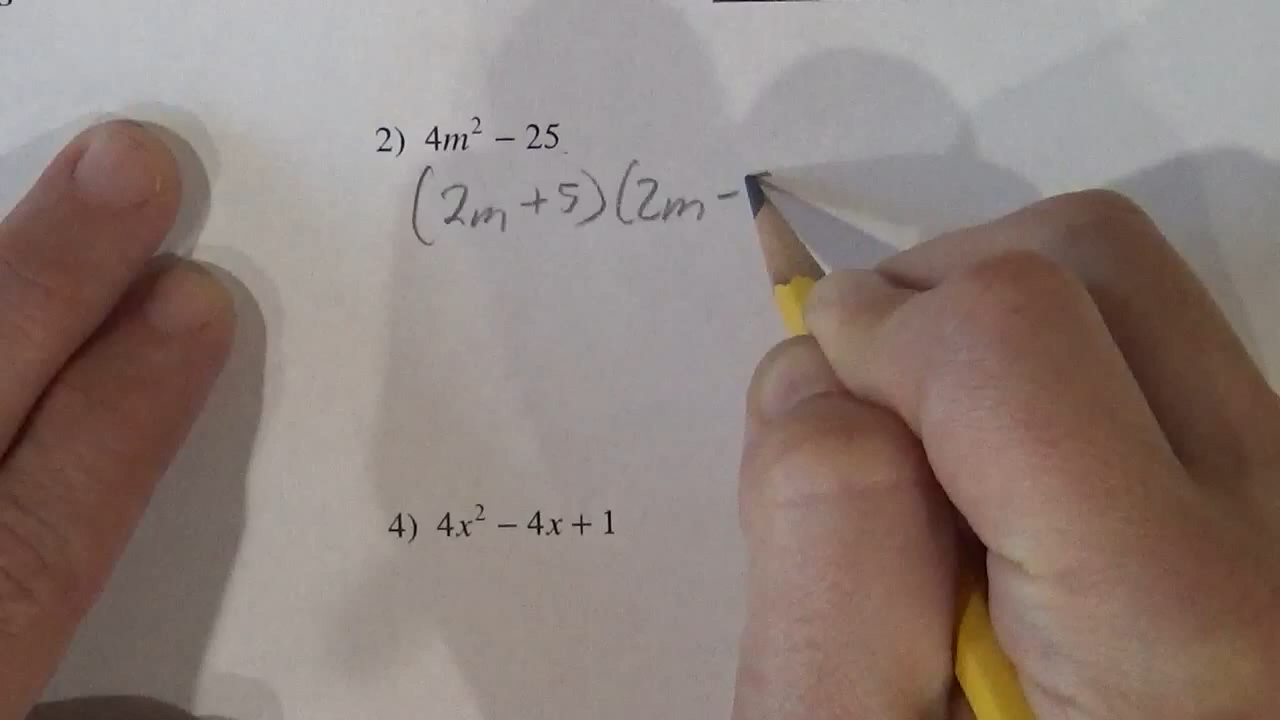 2) 4m² – 25
(2m + 5)(2m –
4) 4x² – 4x + 1